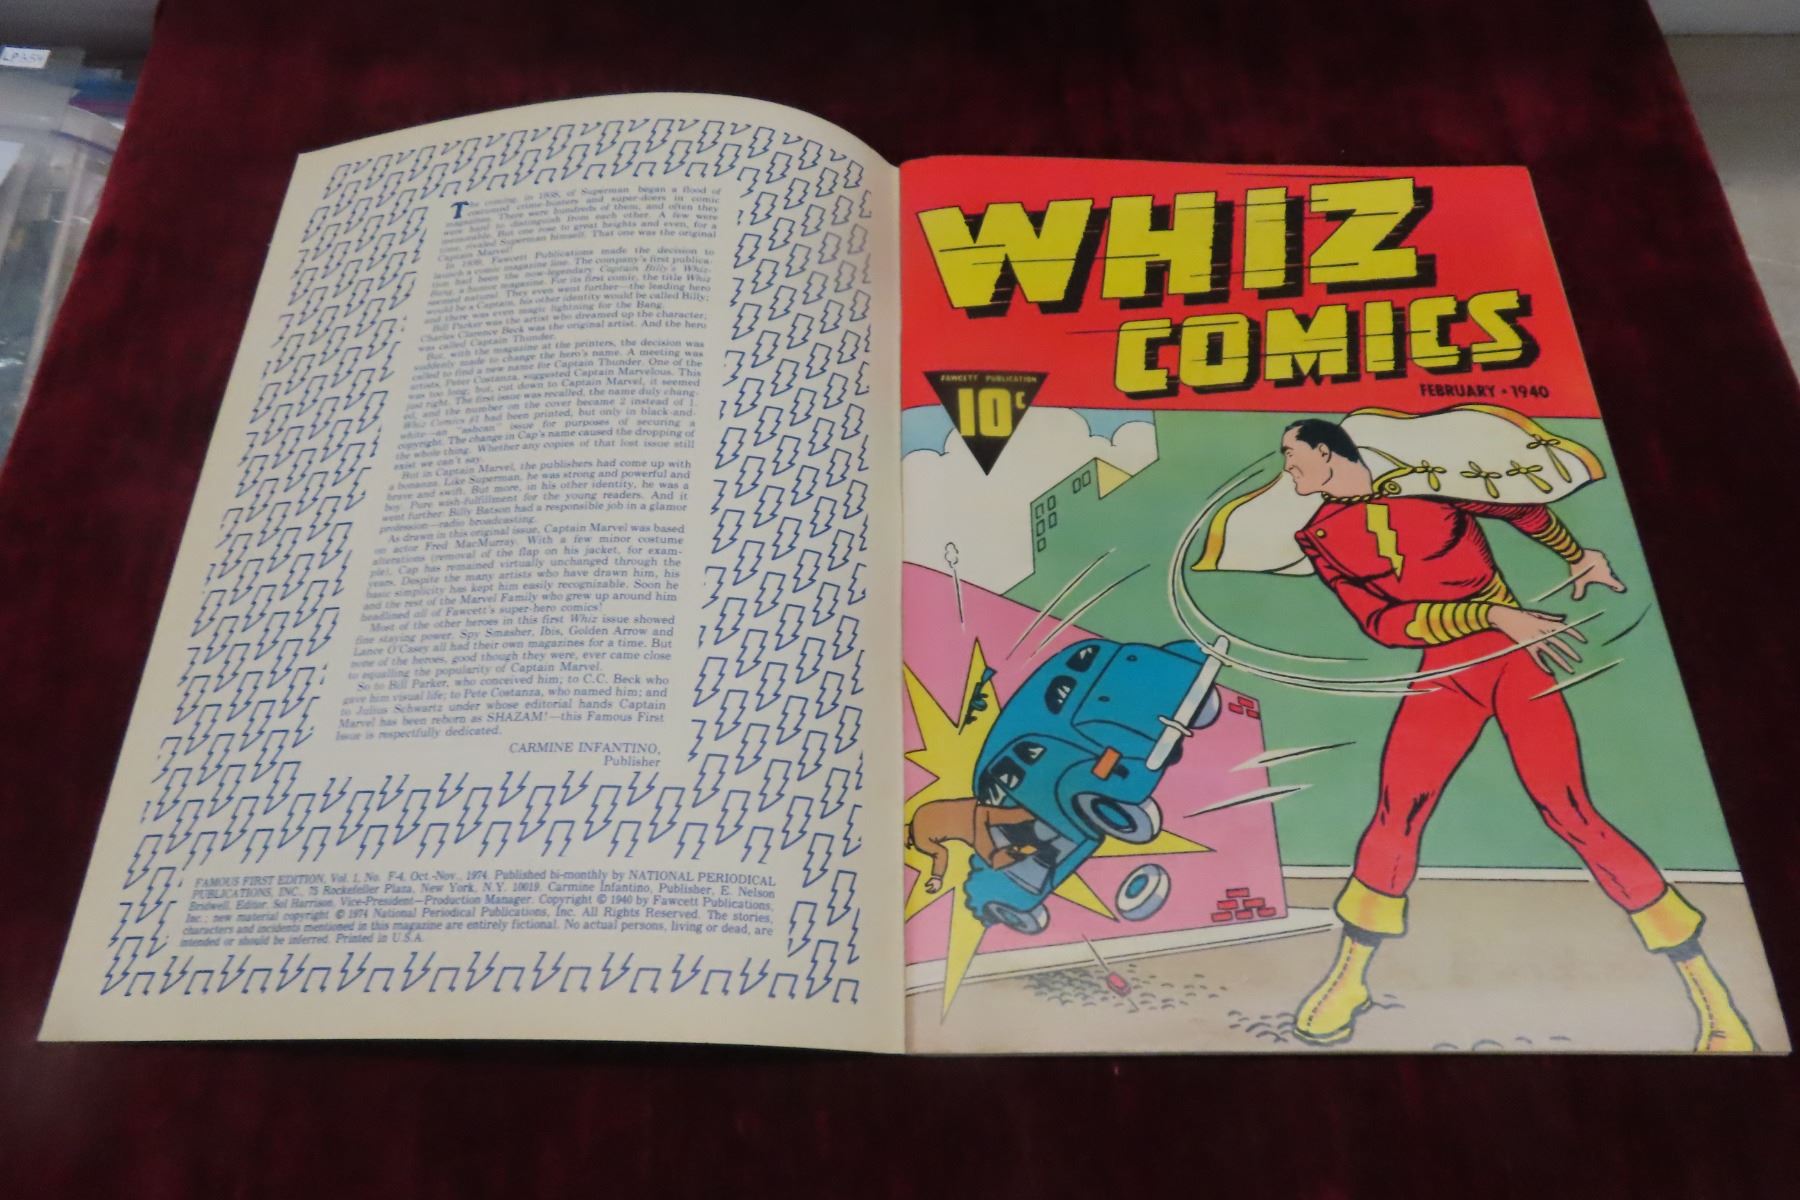 LP354
The coming, in 1938, of Superman began a flood of
costumed crime-busters and super-doers in comic
magazines. There were hundreds of them, and often they
were hard to distinguish from each other. A few were
memorable. But one rose to great heights and even, for a
time, rivaled Superman himself. That one was the original
Captain Marvel!
In 1939, Fawcett Publications made the decision to
launch a comic magazine line. The company's first publica-
tion had been the now-legendary Captain Billy's Whiz-
Bang, a humor magazine. For its first comic, the title Whiz
seemed natural. They even went further—the leading hero
would be a Captain, his other identity would be called Billy;
and there was even magic lightning for the Bang.
Bill Parker was the artist who dreamed up the character;
Charles Clarence Beck was the original artist. And the hero
was called Captain Thunder.
But, with the magazine at the printers, the decision was
suddenly made to change the hero's name. A meeting was
called to find a new name for Captain Thunder. One of the
artists, Peter Costanza, suggested Captain Marvelous. This
was too long; but, cut down to Captain Marvel, it seemed
just right. The first issue was recalled, the name duly chang-
ed, and the number on the cover became 2 instead of 1.
Whiz Comics #1 had been printed, but only in black-and-
white—an "ashcan" issue for purposes of securing a
copyright. The change in Cap's name caused the dropping of
the whole thing. Whether any copies of that lost issue still
exist we can't say.
But in Captain Marvel, the publishers had come up with
a bonanza. Like Superman, he was strong and powerful and
brave and swift. But more, in his other identity, he was a
boy. Pure wish-fulfillment for the young readers. And it
went further: Billy Batson had a responsible job in a glamor
profession—radio broadcasting.
As drawn in this original issue, Captain Marvel was based
on actor Fred MacMurray. With a few minor costume
alterations (removal of the flap on his jacket, for exam-
ple), Cap has remained virtually unchanged through the
years. Despite the many artists who have drawn him, his
basic simplicity has kept him easily recognizable. Soon he
and the rest of the Marvel Family who grew up around him
headlined all of Fawcett's super-hero comics!
Most of the other heroes in this first Whiz issue showed
fine staying power. Spy Smasher, Ibis, Golden Arrow and
Lance O'Casey all had their own magazines for a time. But
none of the heroes, good though they were, ever came close
to equalling the popularity of Captain Marvel.
So to Bill Parker, who conceived him; to C.C. Beck who
gave him visual life; to Pete Costanza, who named him; and
to Julius Schwartz under whose editorial hands Captain
Marvel has been reborn as SHAZAM!—this Famous First
Issue is respectfully dedicated.
CARMINE INFANTINO,
Publisher
FAMOUS FIRST EDITION, Vol. 1, No. F-4, Oct.-Nov., 1974. Published bi-monthly by NATIONAL PERIODICAL
PUBLICATIONS, INC., 75 Rockefeller Plaza, New York, N.Y. 10019. Carmine Infantino, Publisher, E. Nelson
Bridwell, Editor. Sol Harrison, Vice-President—Production Manager. Copyright © 1940 by Fawcett Publications,
Inc.; new material copyright © 1974 National Periodical Publications, Inc. All Rights Reserved. The stories,
characters and incidents mentioned in this magazine are entirely fictional. No actual persons, living or dead, are
intended or should be inferred. Printed in U.S.A.
WHIZ
COMICS
FEBRUARY • 1940
FAWCETT PUBLICATION
10¢